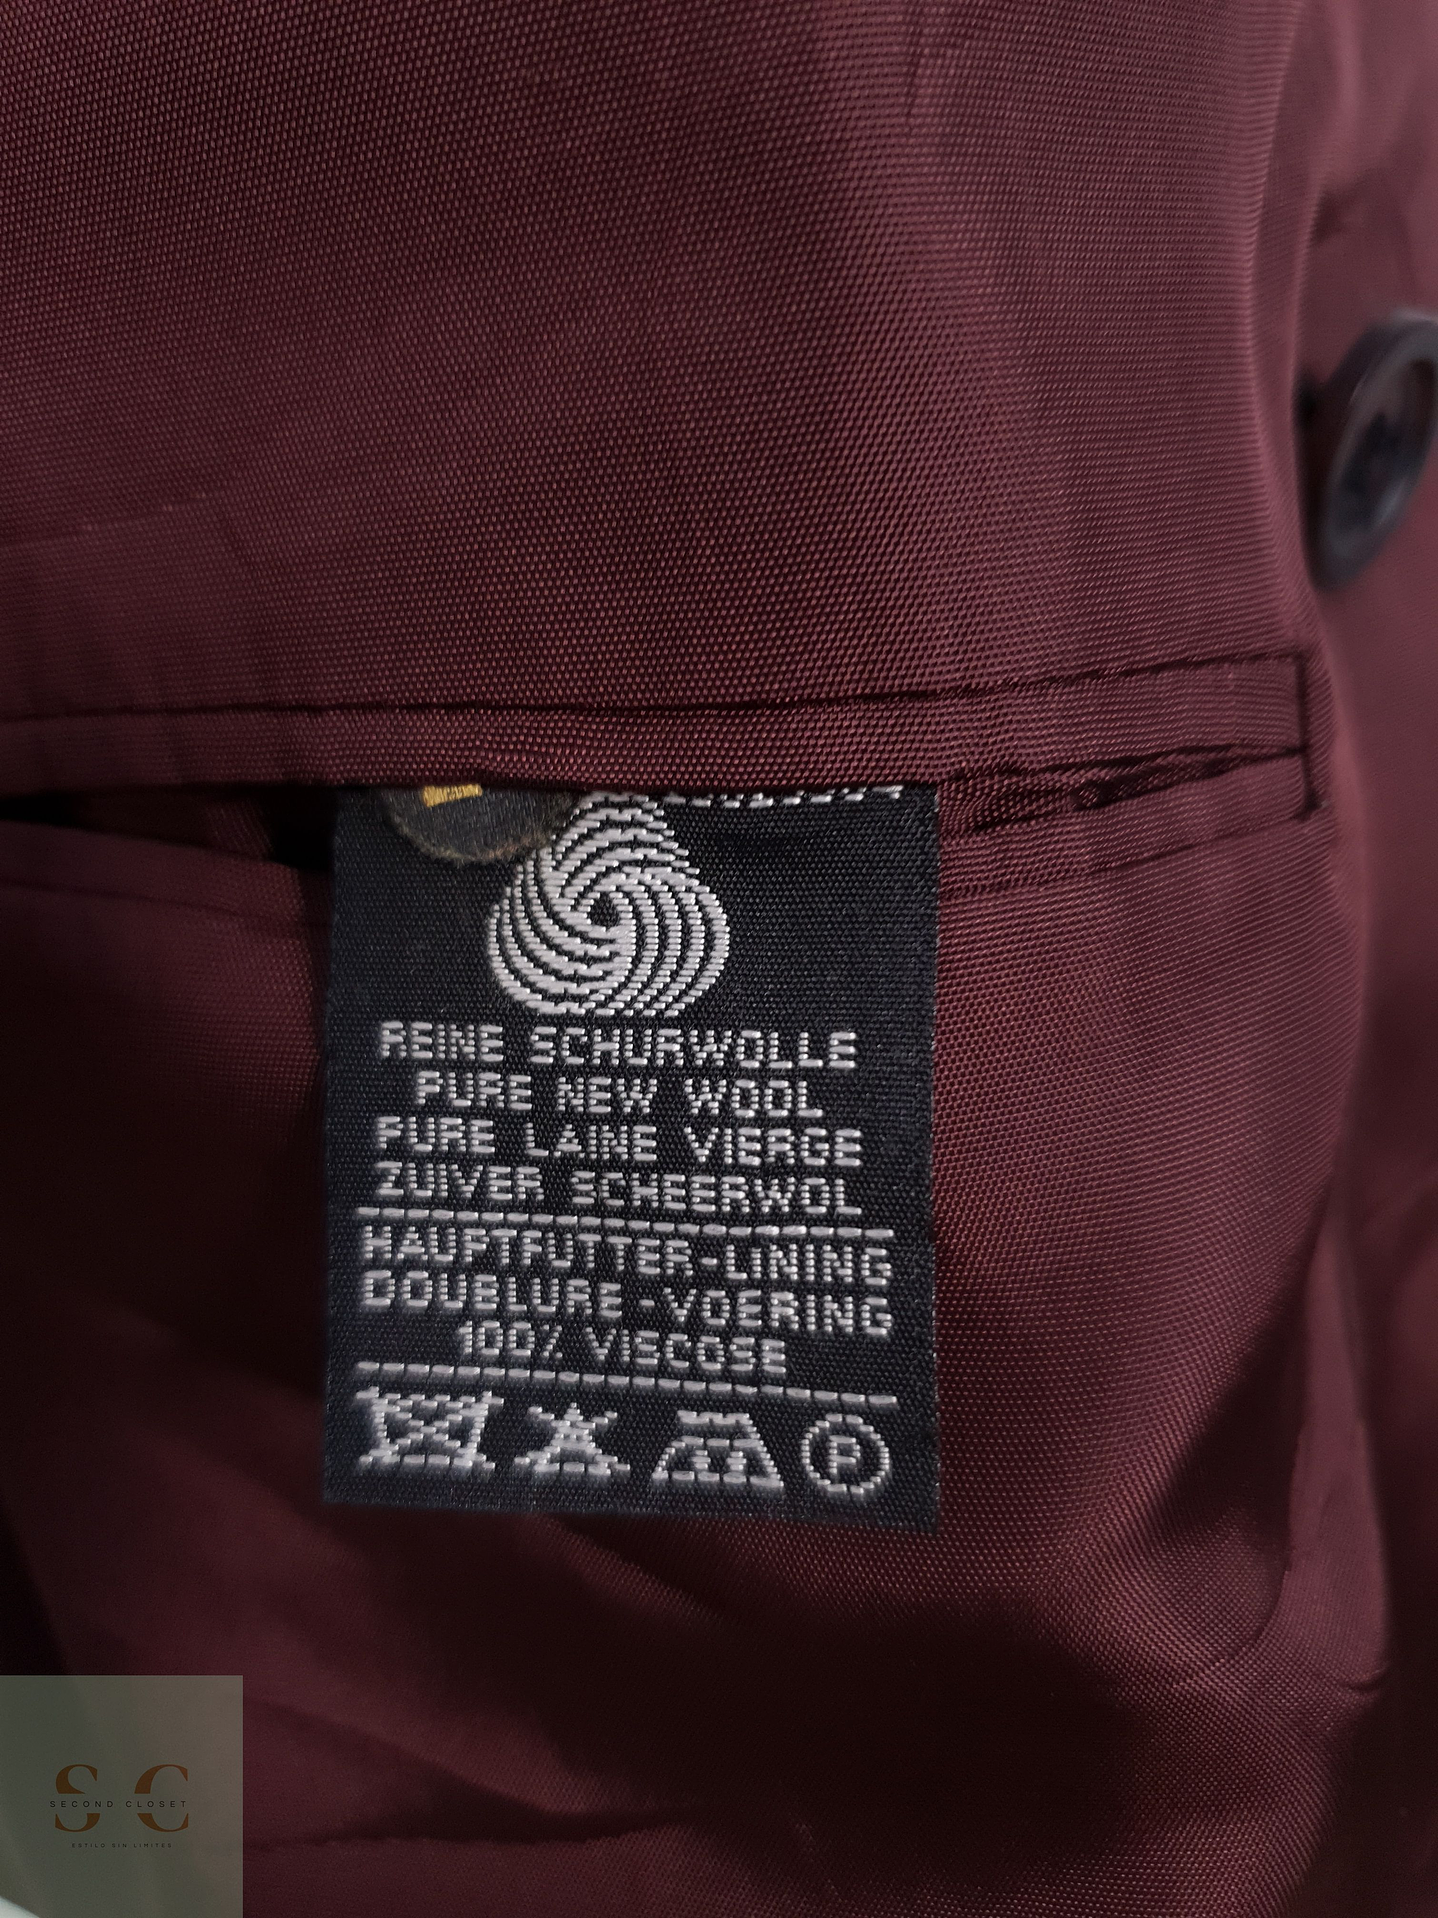 REINE SCHURWOLLE
PURE NEW WOOL
PURE LAINE VIERGE
ZUIVER SCHEERWOL
HAUPTFUTTER-LINING
DOUBLURE-VOERING
100% VISCOSE
P
SC
SECOND CLOSET
ESTILO SIN LIMITES